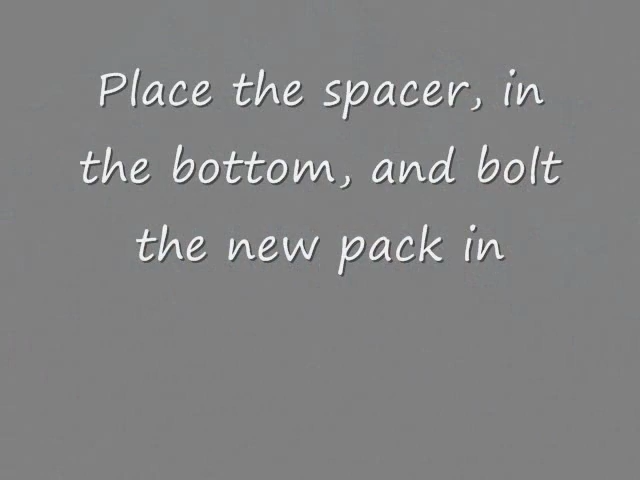 Place the spacer, in
the bottom, and bolt
the new pack in